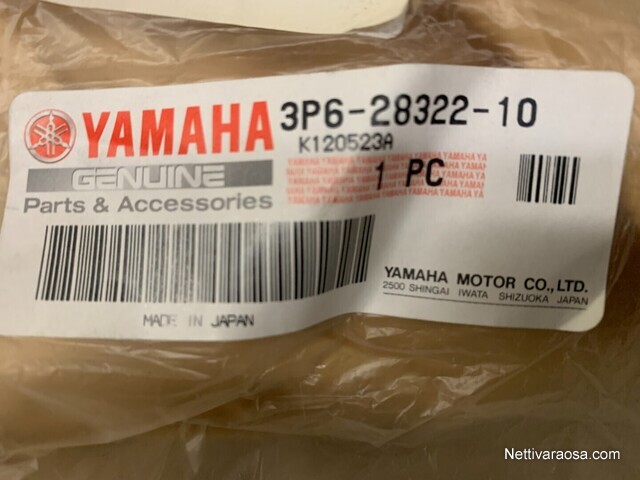 YAMAHA
3P6-28322-10
K120523A
GENUINE
1 PC
Parts & Accessories
YAMAHA MOTOR CO., LTD.
2500 SHINGAI IWATA SHIZUOKA JAPAN
MADE IN JAPAN
Nettivaraosa.com